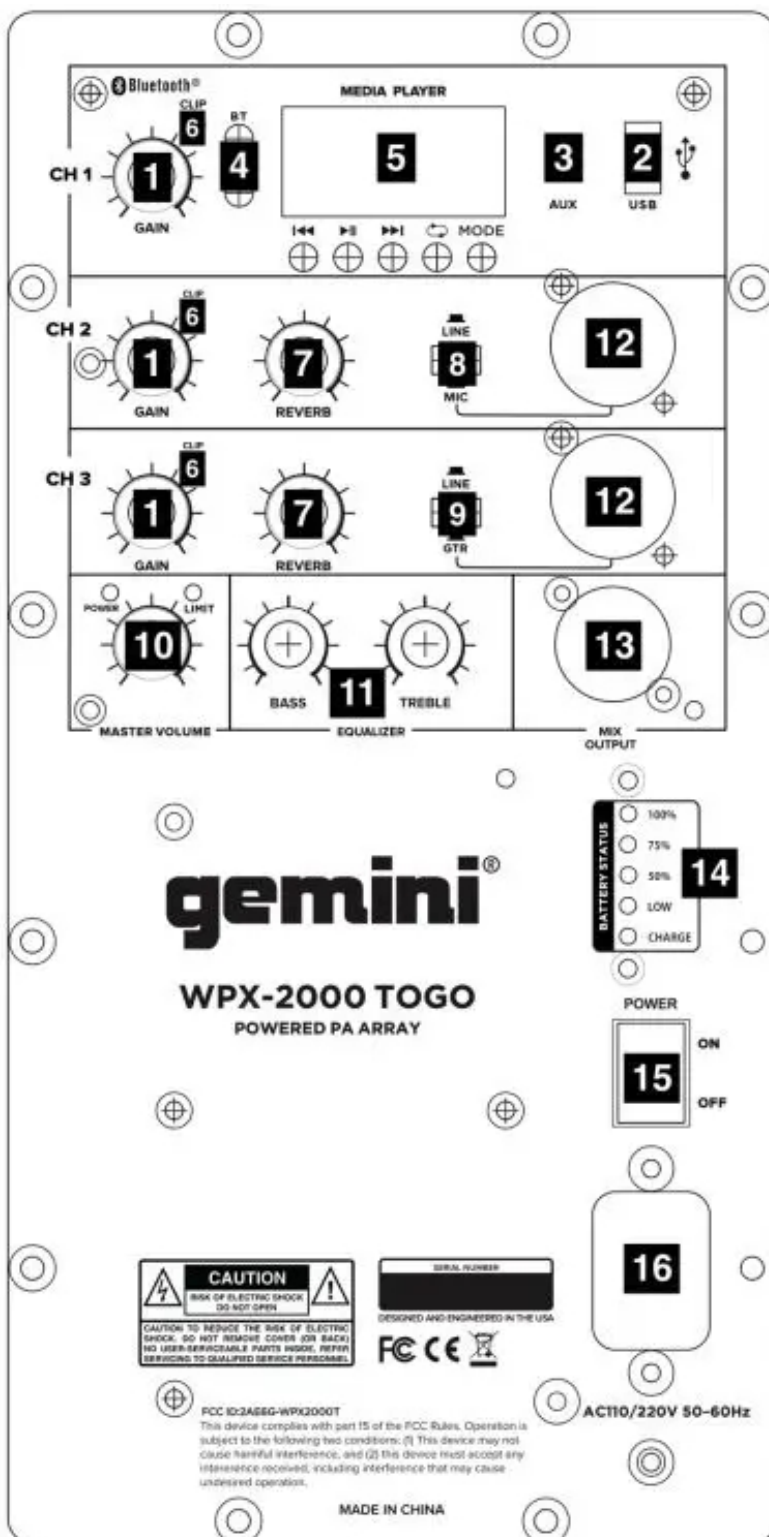 Bluetooth®
MEDIA PLAYER
CLIP
6
BT
CH 1
1
4
5
3
2
GAIN
AUX
USB
MODE
CH 2
CLIP
6
1
7
LINE
8
MIC
12
GAIN
REVERB
CH 3
CLIP
6
1
7
LINE
9
GTR
12
GAIN
REVERB
POWER
LIMIT
10
11
13
BASS
TREBLE
MASTER VOLUME
EQUALIZER
MIX
OUTPUT
BATTERY STATUS
100%
75%
50%
LOW
CHARGE
14
gemini®
WPX-2000 TOGO
POWERED PA ARRAY
POWER
ON
15
OFF
16
CAUTION
RISK OF ELECTRIC SHOCK
DO NOT OPEN
CAUTION TO REDUCE THE RISK OF ELECTRIC
SHOCK. DO NOT REMOVE COVER (OR BACK)
NO USER-SERVICEABLE PARTS INSIDE, REFER
SERVICING TO QUALIFIED SERVICE PERSONNEL
SERIAL NUMBER
DESIGNED AND ENGINEERED IN THE USA
FC CE
AC110/220V 50-60Hz
FCC ID:2AE6G-WPX2000T
This device complies with part 15 of the FCC Rules. Operation is
subject to the following two conditions: (1) This device may not
cause harmful interference, and (2) this device must accept any
interence received, including interference that may cause
undesired operation.
MADE IN CHINA